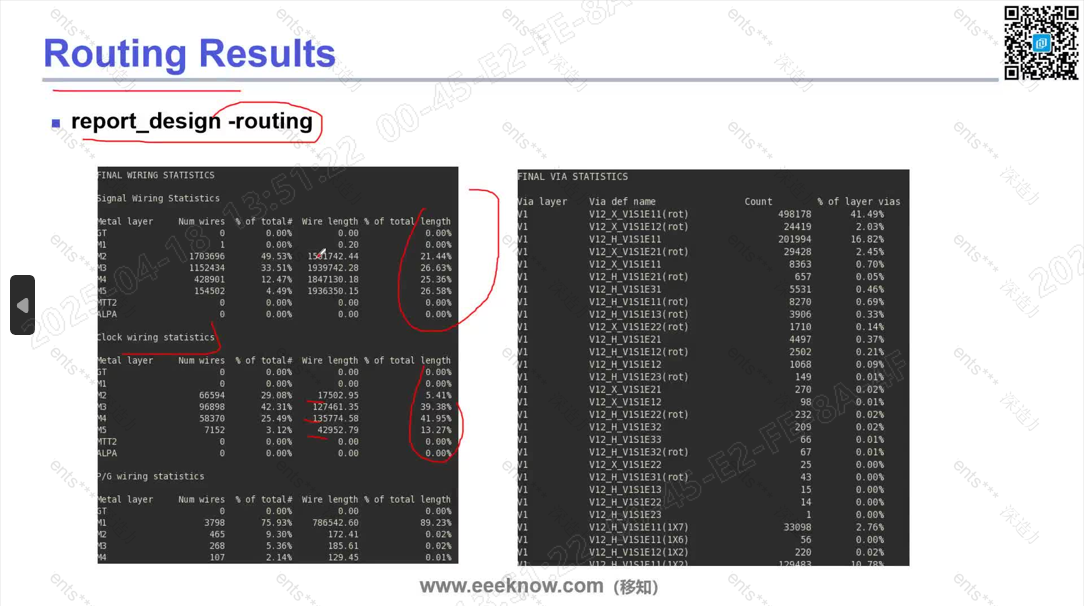 Routing Results
report_design -routing
FINAL WIRING STATISTICS
Signal Wiring Statistics
Metal layer Num wires % of total# Wire length % of total length
GT 0 0.00% 0.00 0.00%
M1 1 0.00% 0.20 0.00%
M2 1703696 49.53% 742.44 21.44%
M3 1152434 33.51% 1939742.28 26.63%
M4 428901 12.47% 1847130.18 25.36%
M5 154502 4.49% 1936350.15 26.58%
MTT2 0 0.00% 0.00 0.00%
ALPA 0 0.00% 0.00 0.00%
Clock wiring statistics
Metal layer Num wires % of total# Wire length % of total length
GT 0 0.00% 0.00 0.00%
M1 0 0.00% 0.00 0.00%
M2 66594 29.08% 17502.95 5.41%
M3 96898 42.31% 127461.35 39.38%
M4 58370 25.49% 135774.58 41.95%
M5 7152 3.12% 42952.79 13.27%
MTT2 0 0.00% 0.00 0.00%
ALPA 0 0.00% 0.00 0.00%
P/G wiring statistics
Metal layer Num wires % of total# Wire length % of total length
GT 0 0.00% 0.00 0.00%
M1 3798 75.93% 786542.60 89.23%
M2 465 9.30% 172.41 0.02%
M3 268 5.36% 185.61 0.02%
M4 107 2.14% 129.45 0.01%
FINAL VIA STATISTICS
Via layer Via def name Count % of layer vias
V1 V12_X_V1S1E11(rot) 498178 41.49%
V1 V12_X_V1S1E12(rot) 24419 2.03%
V1 V12_H_V1S1E11 201994 16.82%
V1 V12_X_V1S1E21(rot) 29428 2.45%
V1 V12_X_V1S1E11 8363 0.70%
V1 V12_H_V1S1E21(rot) 657 0.05%
V1 V12_H_V1S1E31 5531 0.46%
V1 V12_H_V1S1E11(rot) 8270 0.69%
V1 V12_H_V1S1E13(rot) 3906 0.33%
V1 V12_X_V1S1E22(rot) 1710 0.14%
V1 V12_H_V1S1E21 4497 0.37%
V1 V12_H_V1S1E12(rot) 2502 0.21%
V1 V12_H_V1S1E12 1068 0.09%
V1 V12_H_V1S1E23(rot) 149 0.01%
V1 V12_X_V1S1E21 270 0.02%
V1 V12_X_V1S1E12 98 0.01%
V1 V12_H_V1S1E22(rot) 232 0.02%
V1 V12_H_V1S1E32 209 0.02%
V1 V12_H_V1S1E33 66 0.01%
V1 V12_H_V1S1E32(rot) 67 0.01%
V1 V12_X_V1S1E22 25 0.00%
V1 V12_H_V1S1E31(rot) 43 0.00%
V1 V12_H_V1S1E13 15 0.00%
V1 V12_H_V1S1E22 14 0.00%
V1 V12_H_V1S1E23 1 0.00%
V1 V12_H_V1S1E11(1X7) 33098 2.76%
V1 V12_H_V1S1E11(1X6) 56 0.00%
V1 V12_H_V1S1E12(1X2) 220 0.02%
V1 V12_H_V1S1E11(1X2) 129483 10.78%
www.eeeknow.com (移知)